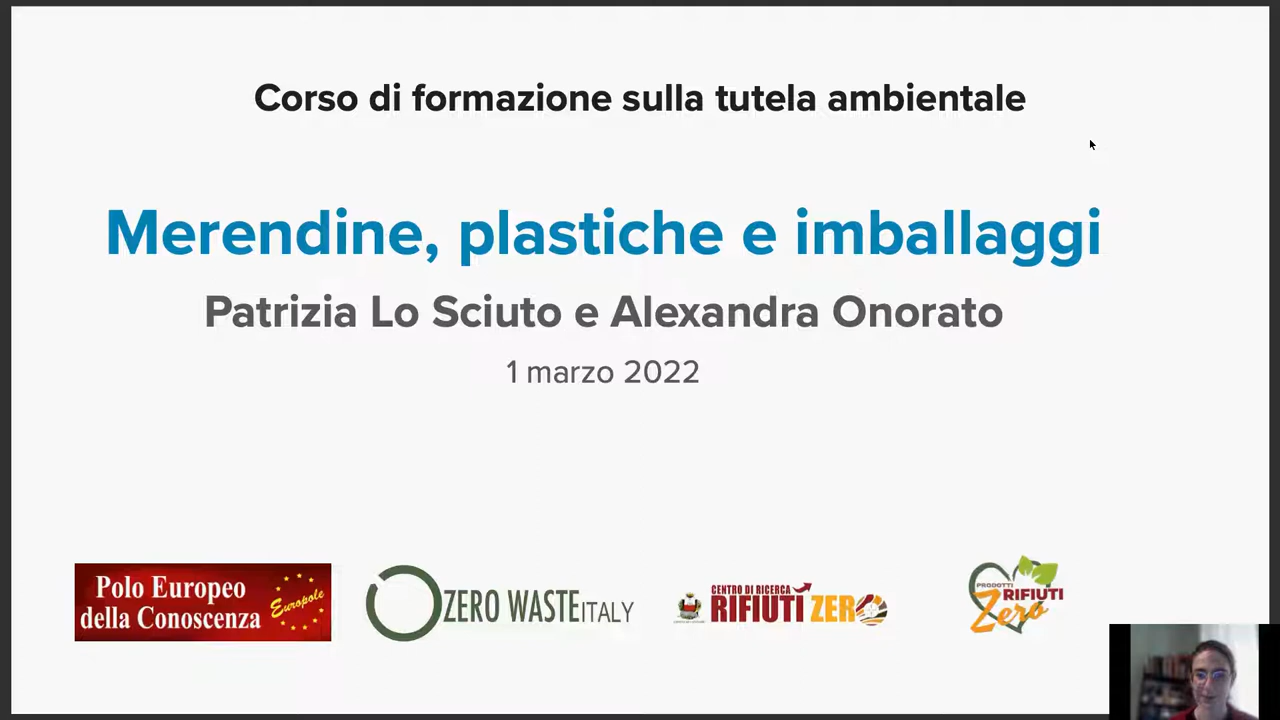 Corso di formazione sulla tutela ambientale
Merendine, plastiche e imballaggi
Patrizia Lo Sciuto e Alexandra Onorato
1 marzo 2022
Polo Europeo
della Conoscenza
Europole
ZERO WASTE ITALY
CENTRO DI RICERCA
RIFIUTI ZERO
PRODOTTI
RIFIUTI
Zero